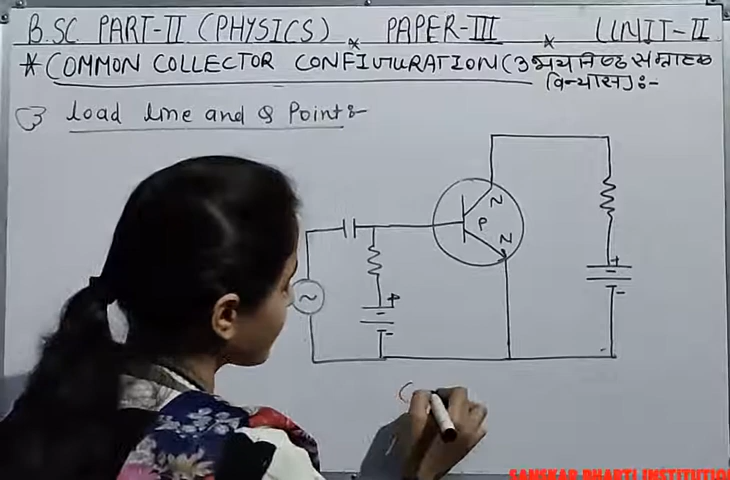 B.SC PART-II (PHYSICS) * PAPER-III * UNIT-II
* COMMON COLLECTOR CONFIGURATION (उभयनिष्ठ संग्राहक
विन्यास) :-
③ Load line and Q Point :-
N
P
N
+
-
P
-
SANSKAR BHARTI INSTITUTION